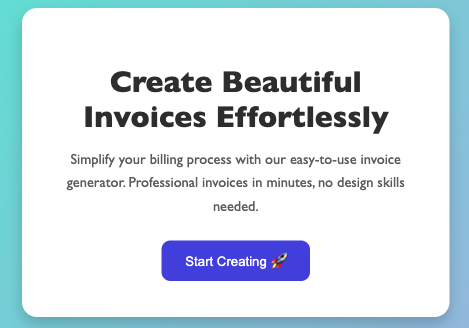 Create Beautiful
Invoices Effortlessly
Simplify your billing process with our easy-to-use invoice
generator. Professional invoices in minutes, no design skills
needed.
Start Creating 🚀